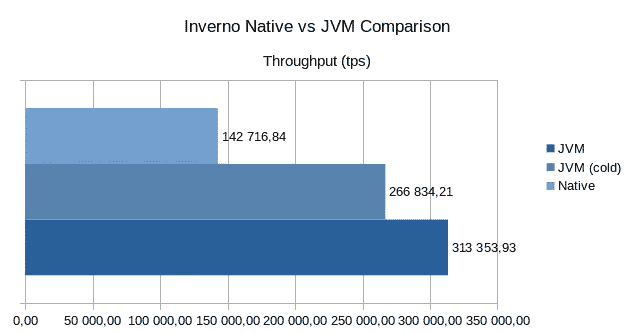 Inverno Native vs JVM Comparison
Throughput (tps)
142 716,84
266 834,21
313 353,93
JVM
JVM (cold)
Native
0,00 50 000,00 100 000,00 150 000,00 200 000,00 250 000,00 300 000,00 350 000,00